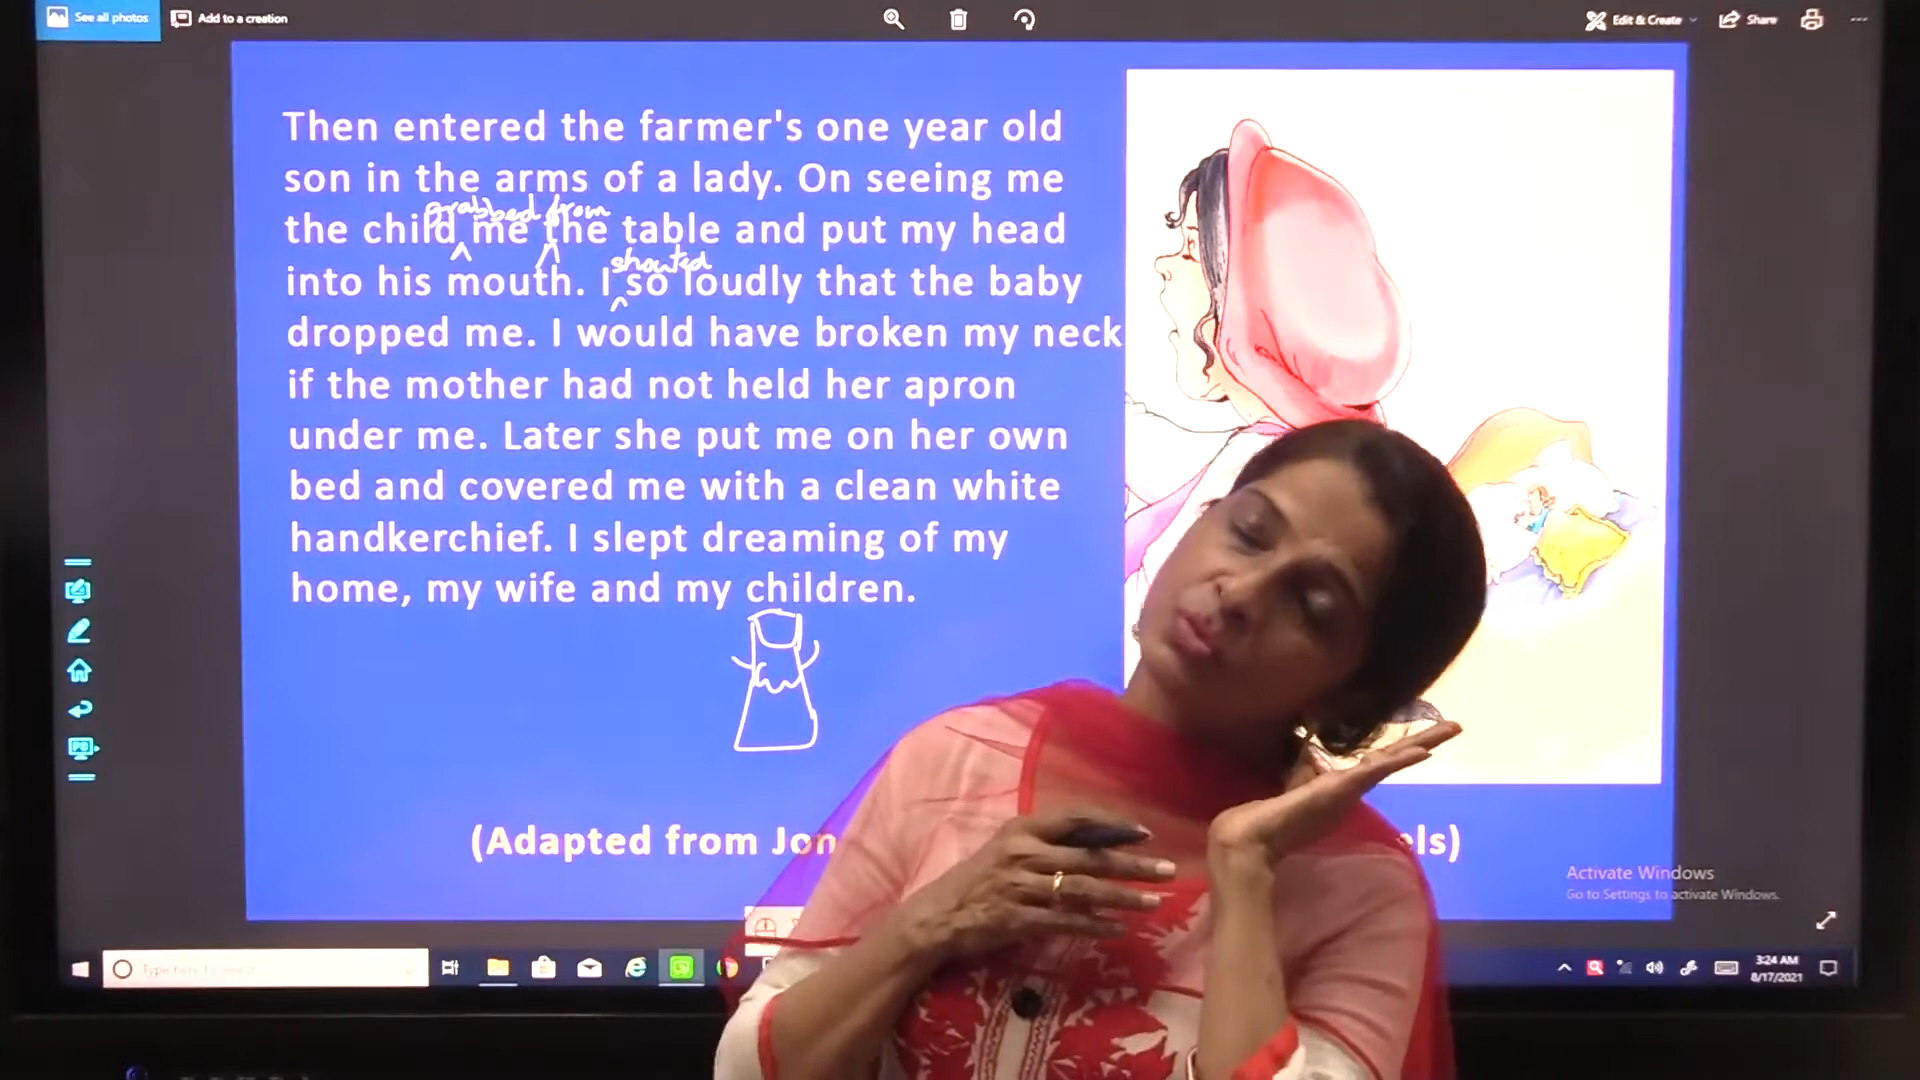 See all photos
Add to a creation
Edit & Create
Share
Then entered the farmer's one year old
son in the arms of a lady. On seeing me
grabbed from
the child me the table and put my head
shouted
into his mouth. I so loudly that the baby
dropped me. I would have broken my neck
if the mother had not held her apron
under me. Later she put me on her own
bed and covered me with a clean white
handkerchief. I slept dreaming of my
home, my wife and my children.
(Adapted from Jon els)
Activate Windows
Go to Settings to activate Windows.
Type here to search
3:24 AM
8/17/2021